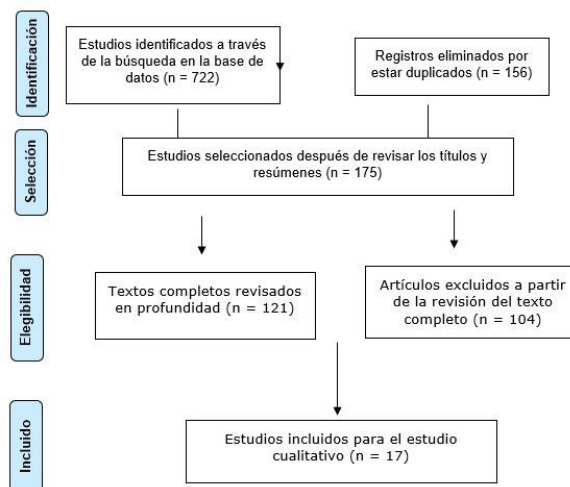 Identificación
Estudios identificados a través
de la búsqueda en la base de
datos (n = 722)
Registros eliminados por
estar duplicados (n = 156)
Selección
Estudios seleccionados después de revisar los títulos y
resúmenes (n = 175)
Elegibilidad
Textos completos revisados
en profundidad (n = 121)
Artículos excluidos a partir
de la revisión del texto
completo (n = 104)
Incluido
Estudios incluidos para el estudio
cualitativo (n = 17)